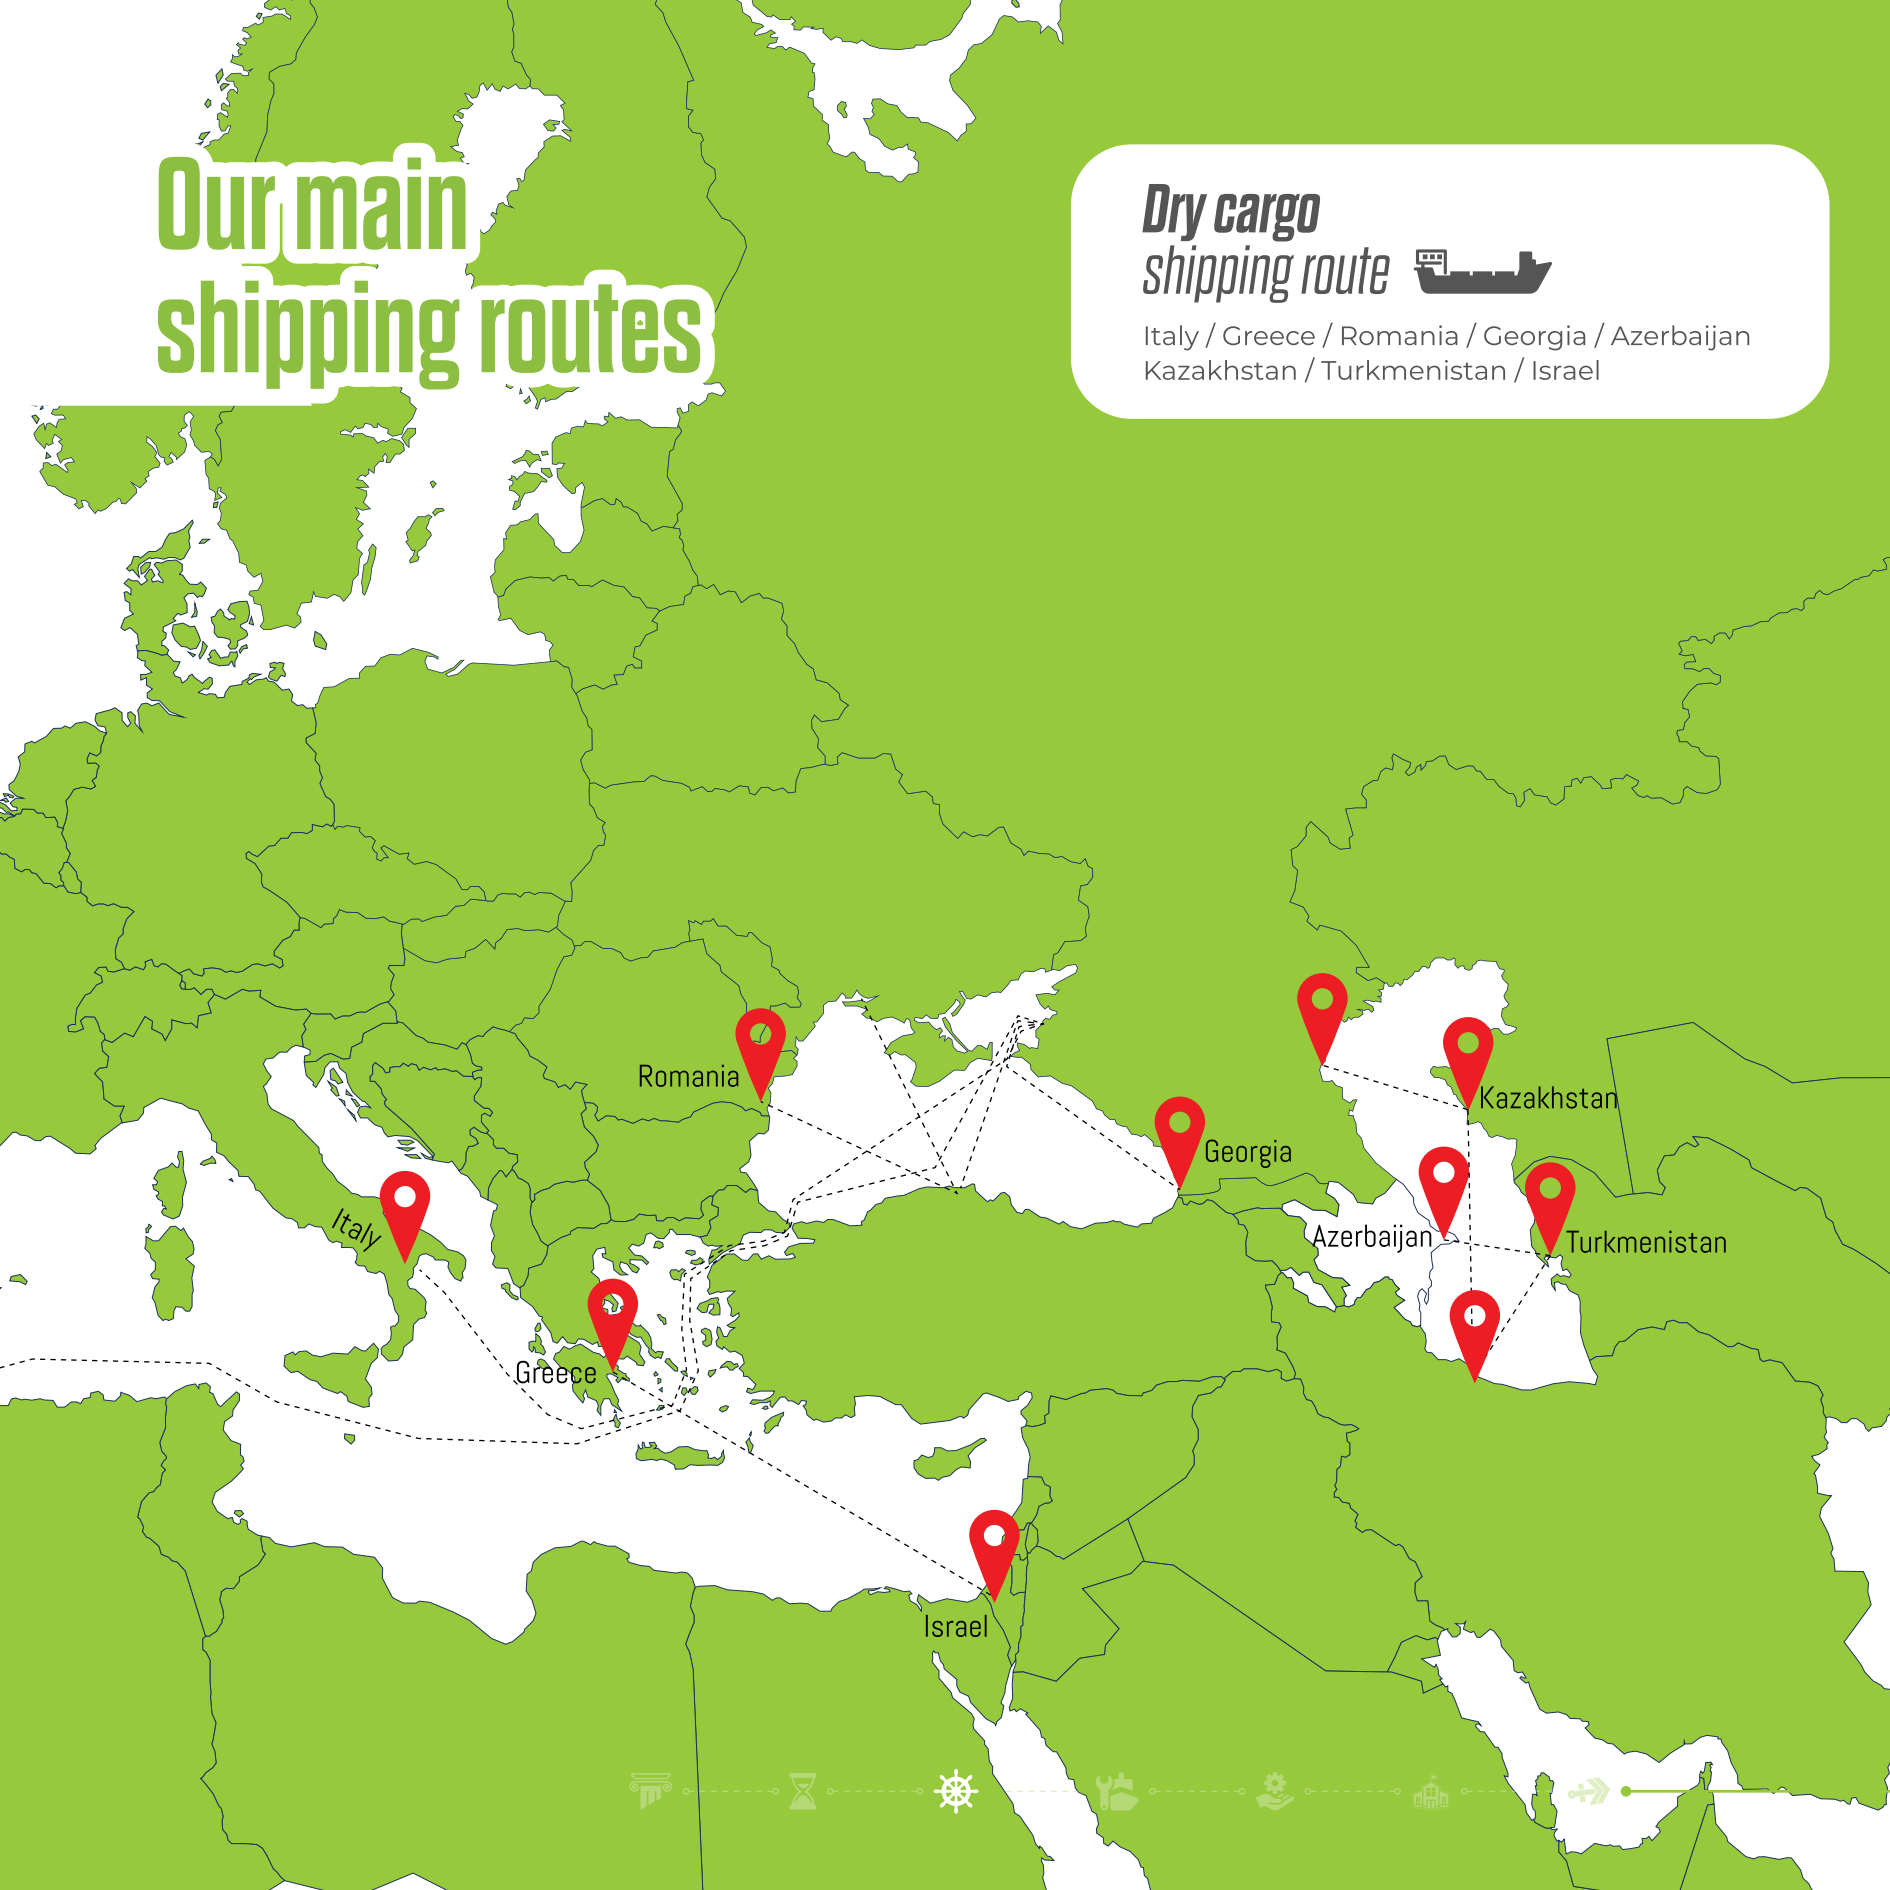 Our main
shipping routes
Dry cargo
shipping route
Italy / Greece / Romania / Georgia / Azerbaijan
Kazakhstan / Turkmenistan / Israel
Romania
Kazakhstan
Georgia
Italy
Azerbaijan
Turkmenistan
Greece
Israel